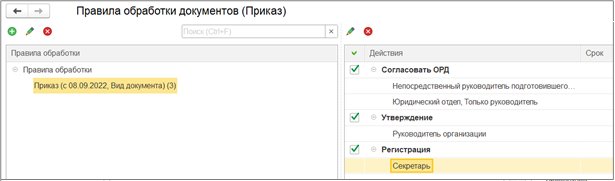 Правила обработки документов (Приказ)
Поиск (Ctrl+F)
×
Правила обработки
Правила обработки
Приказ (с 08.09.2022, Вид документа) (3)
Действия
Срок
Согласовать ОРД
Непосредственный руководитель подготовившего...
Юридический отдел, Только руководитель
Утверждение
Руководитель организации
Регистрация
Секретарь